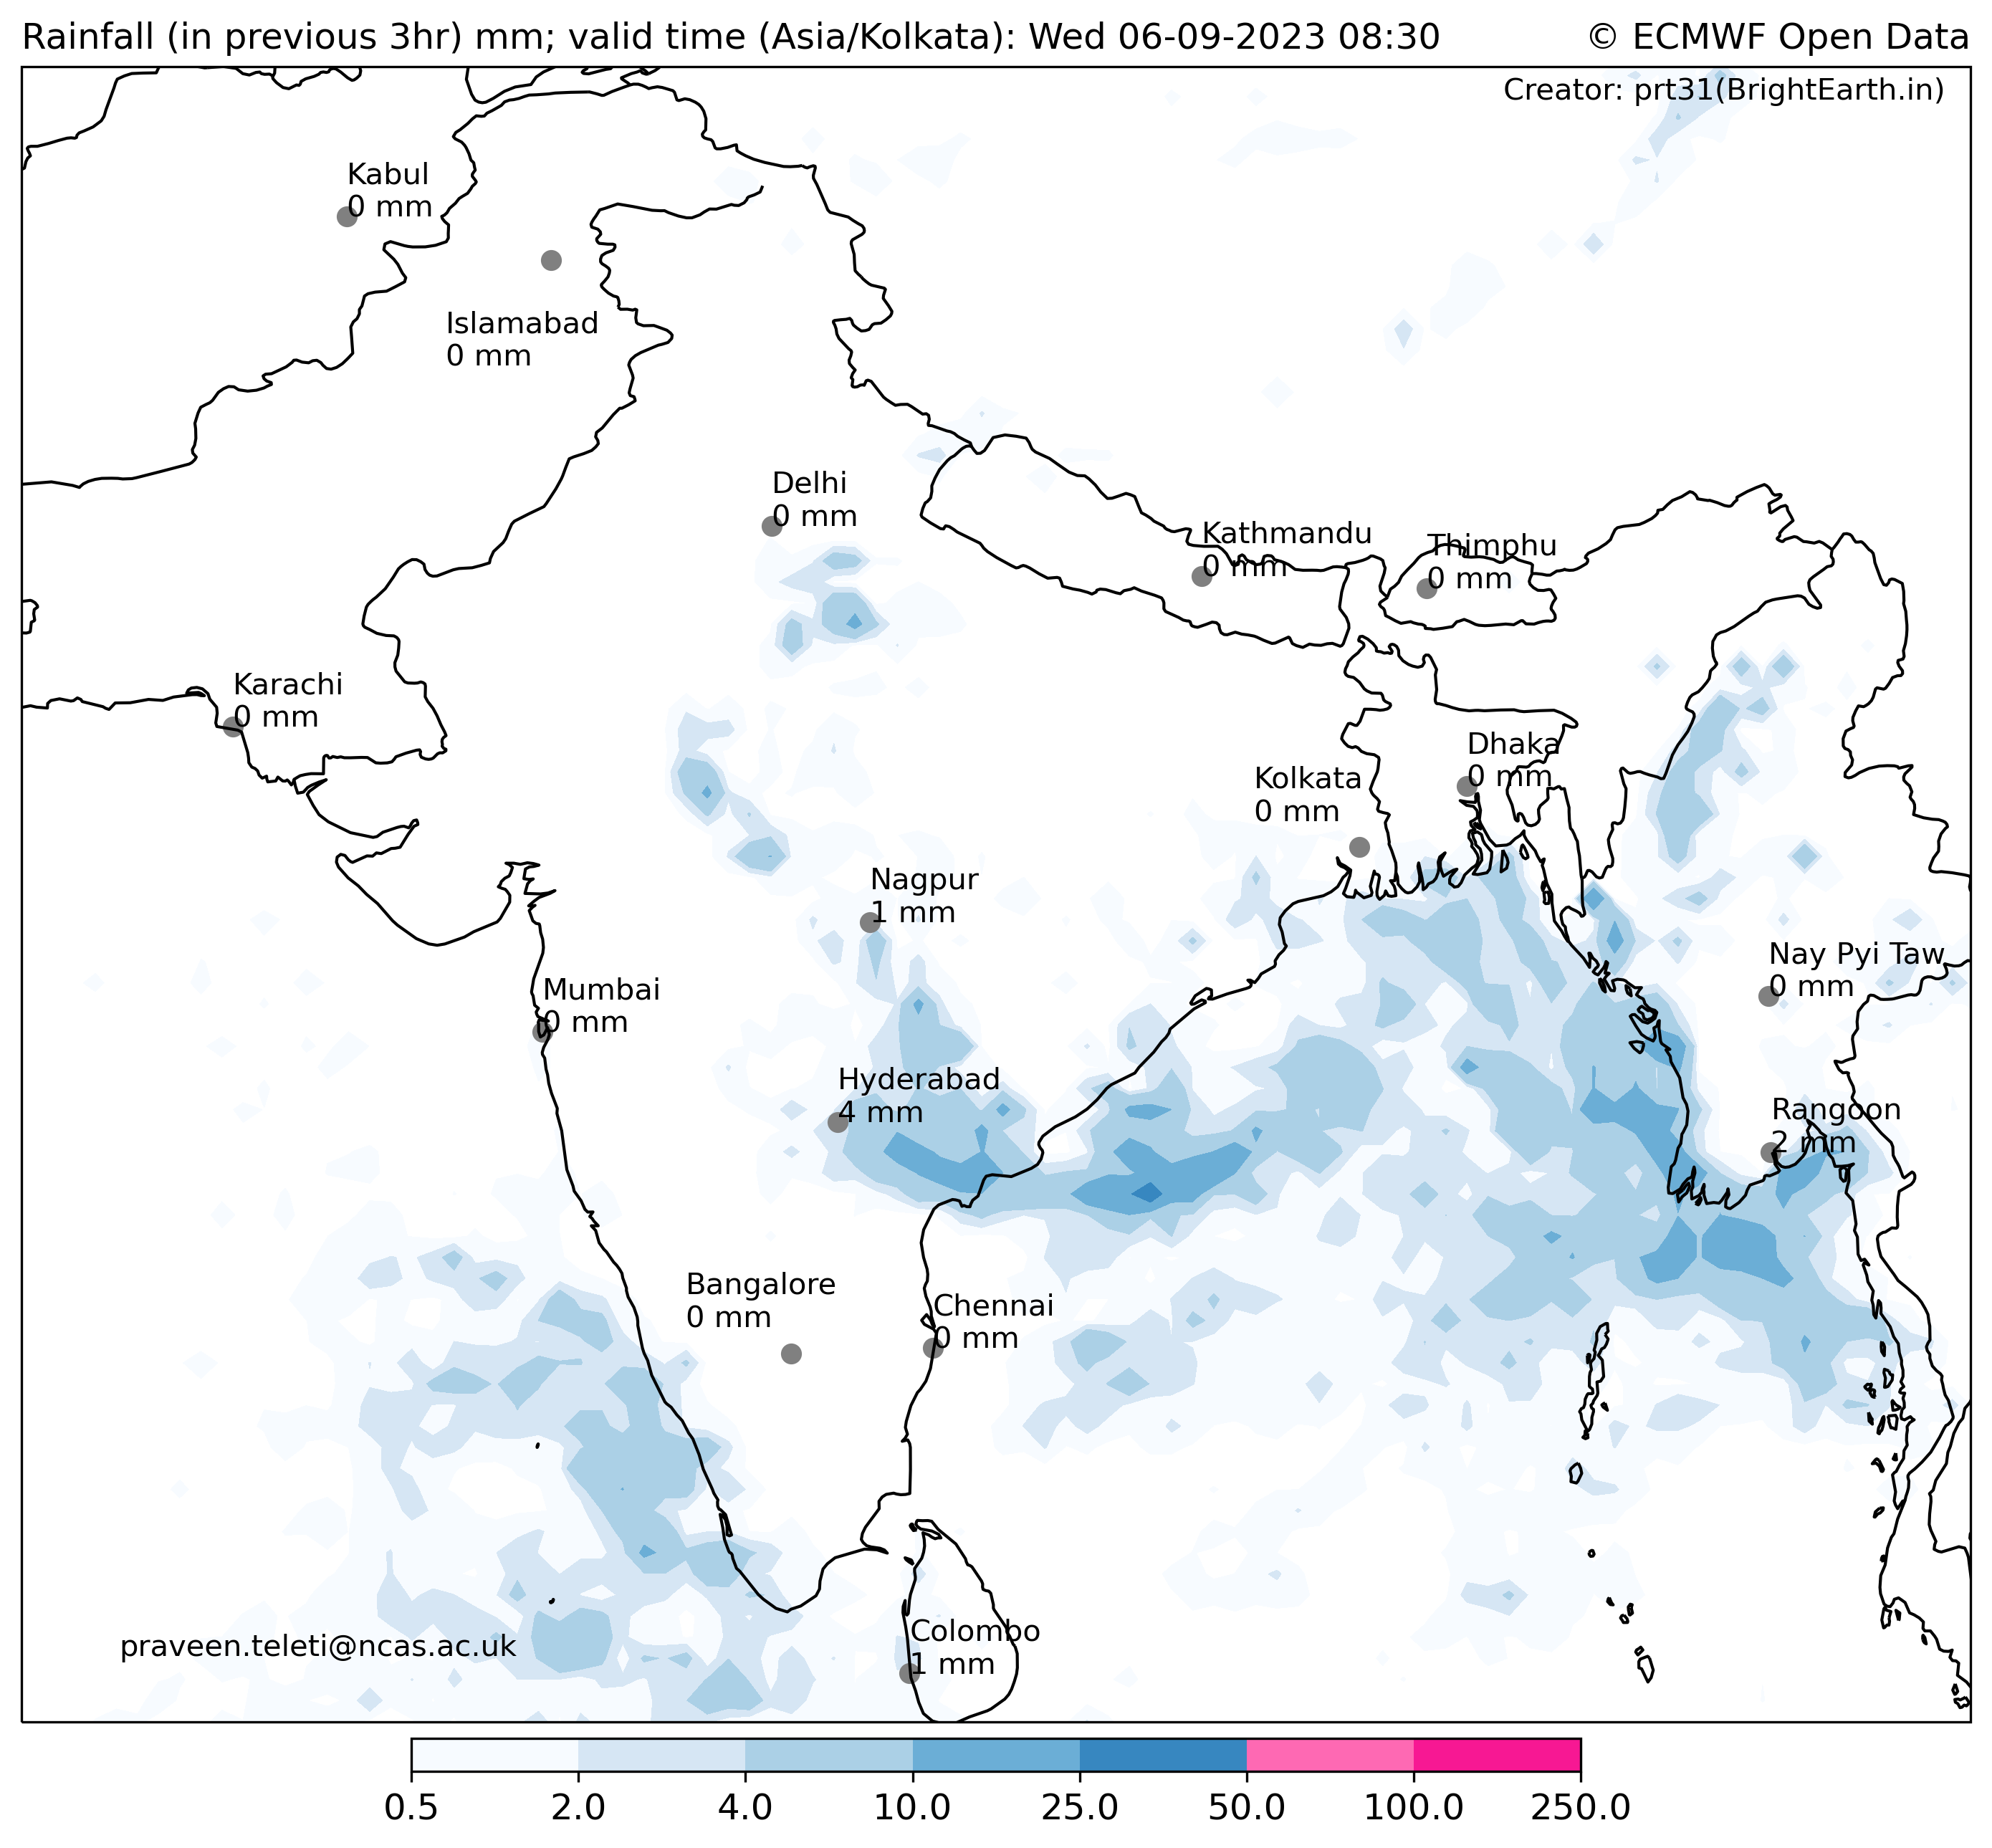 Rainfall (in previous 3hr) mm; valid time (Asia/Kolkata): Wed 06-09-2023 08:30
© ECMWF Open Data
Creator: prt31(BrightEarth.in)
Kabul
0 mm
Islamabad
0 mm
Delhi
0 mm
Kathmandu
0 mm
Thimphu
0 mm
Karachi
0 mm
Dhaka
0 mm
Kolkata
0 mm
Nagpur
1 mm
Nay Pyi Taw
0 mm
Mumbai
0 mm
Hyderabad
4 mm
Rangoon
2 mm
Bangalore
0 mm
Chennai
0 mm
Colombo
1 mm
praveen.teleti@ncas.ac.uk
0.5 2.0 4.0 10.0 25.0 50.0 100.0 250.0